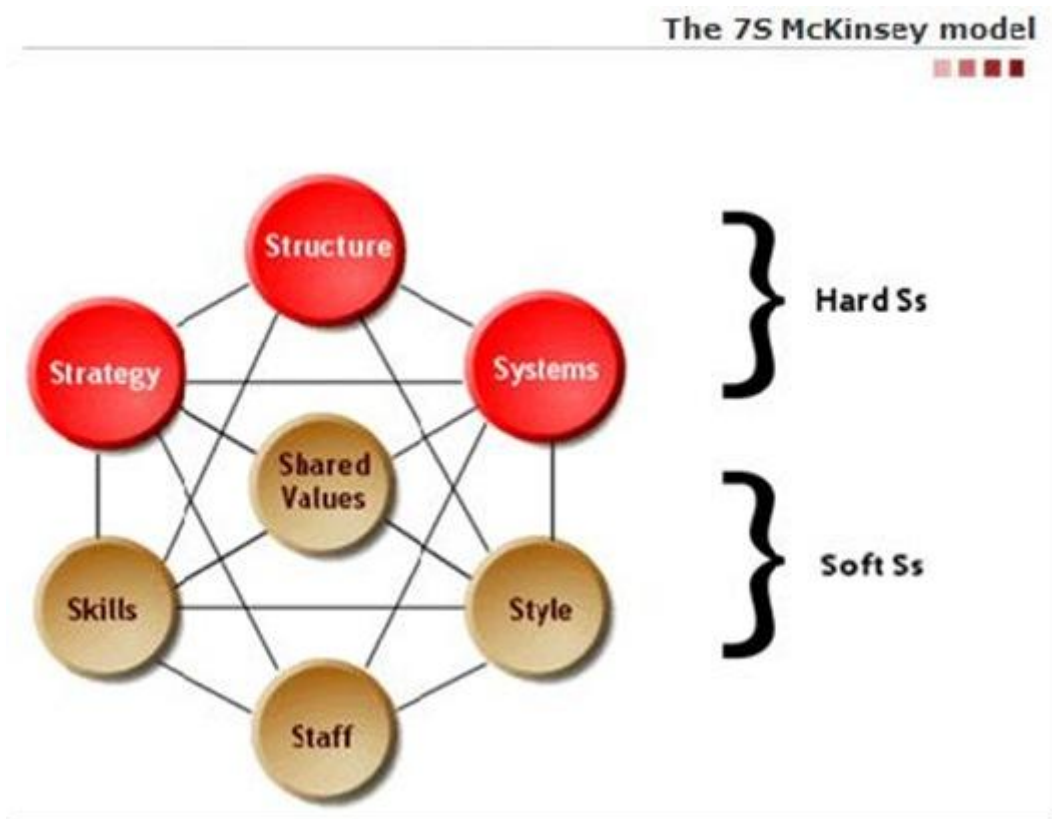 The 7S McKinsey model
Structure
Hard Ss
Strategy
Systems
Shared
Values
Soft Ss
Skills
Style
Staff